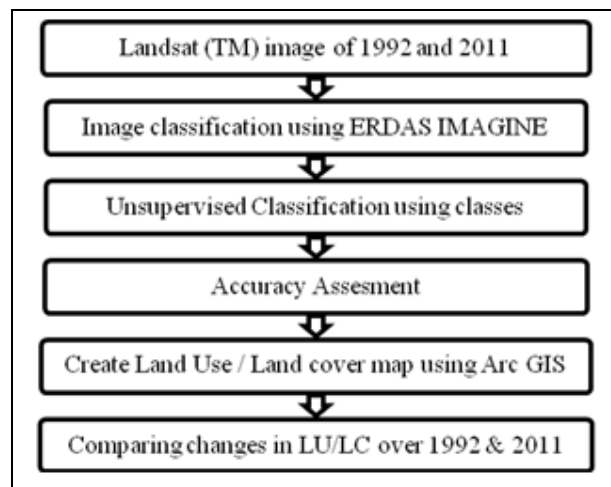 Landsat (TM) image of 1992 and 2011
Image classification using ERDAS IMAGINE
Unsupervised Classification using classes
Accuracy Assesment
Create Land Use / Land cover map using Arc GIS
Comparing changes in LU/LC over 1992 & 2011